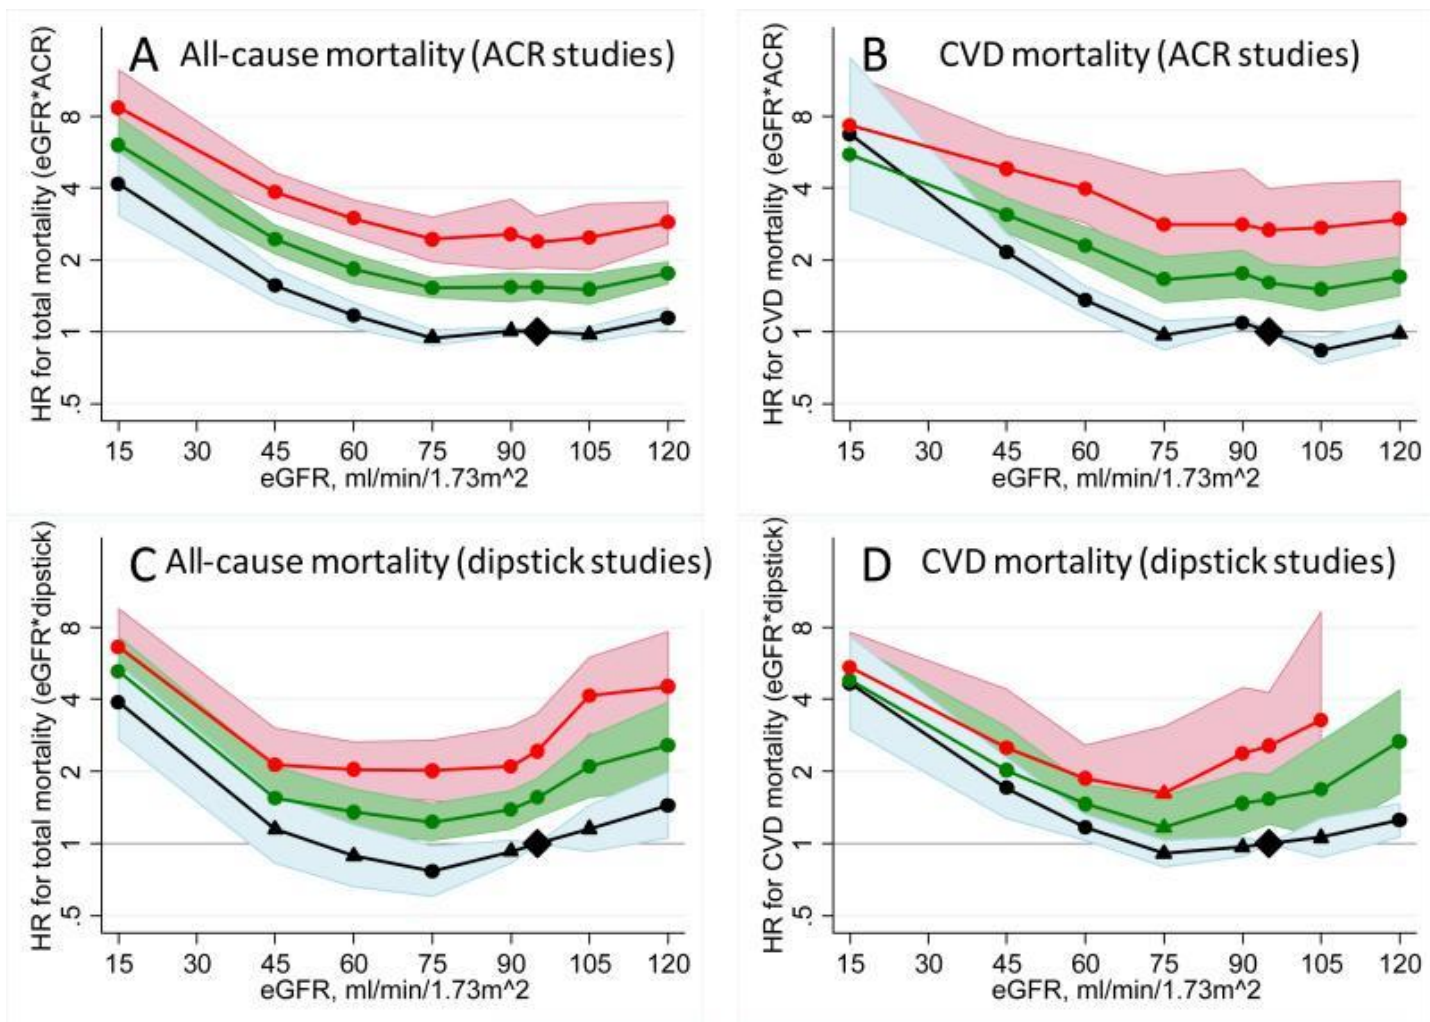 A All-cause mortality (ACR studies)
HR for total mortality (eGFR*ACR)
8
4
2
1
.5
15 30 45 60 75 90 105 120
eGFR, ml/min/1.73m^2
B CVD mortality (ACR studies)
HR for CVD mortality (eGFR*ACR)
8
4
2
1
.5
15 30 45 60 75 90 105 120
eGFR, ml/min/1.73m^2
C All-cause mortality (dipstick studies)
HR for total mortality (eGFR*dipstick)
8
4
2
1
.5
15 30 45 60 75 90 105 120
eGFR, ml/min/1.73m^2
D CVD mortality (dipstick studies)
HR for CVD mortality (eGFR*dipstick)
8
4
2
1
.5
15 30 45 60 75 90 105 120
eGFR, ml/min/1.73m^2